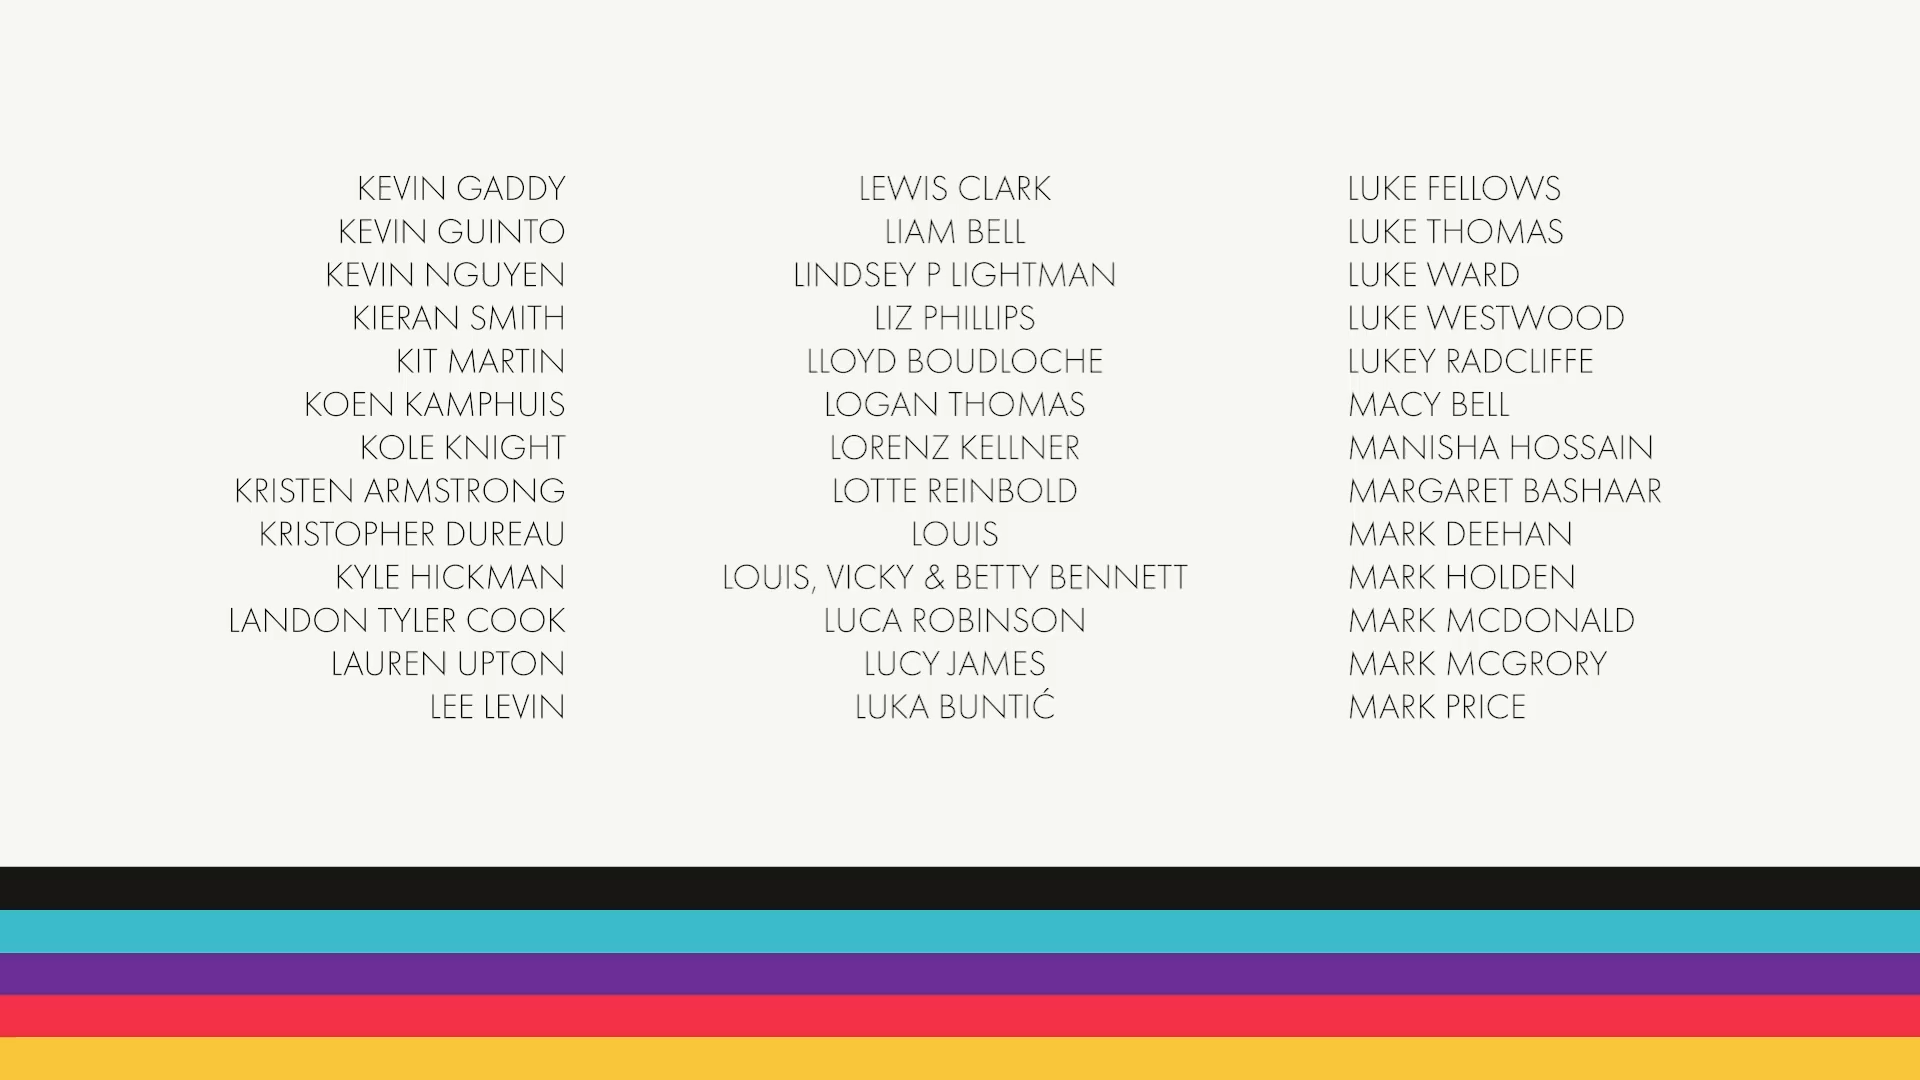 KEVIN GADDY
KEVIN GUINTO
KEVIN NGUYEN
KIERAN SMITH
KIT MARTIN
KOEN KAMPHUIS
KOLE KNIGHT
KRISTEN ARMSTRONG
KRISTOPHER DUREAU
KYLE HICKMAN
LANDON TYLER COOK
LAUREN UPTON
LEE LEVIN
LEWIS CLARK
LIAM BELL
LINDSEY P LIGHTMAN
LIZ PHILLIPS
LLOYD BOUDLOCHE
LOGAN THOMAS
LORENZ KELLNER
LOTTE REINBOLD
LOUIS
LOUIS, VICKY & BETTY BENNETT
LUCA ROBINSON
LUCY JAMES
LUKA BUNTIĆ
LUKE FELLOWS
LUKE THOMAS
LUKE WARD
LUKE WESTWOOD
LUKEY RADCLIFFE
MACY BELL
MANISHA HOSSAIN
MARGARET BASHAAR
MARK DEEHAN
MARK HOLDEN
MARK MCDONALD
MARK MCGRORY
MARK PRICE